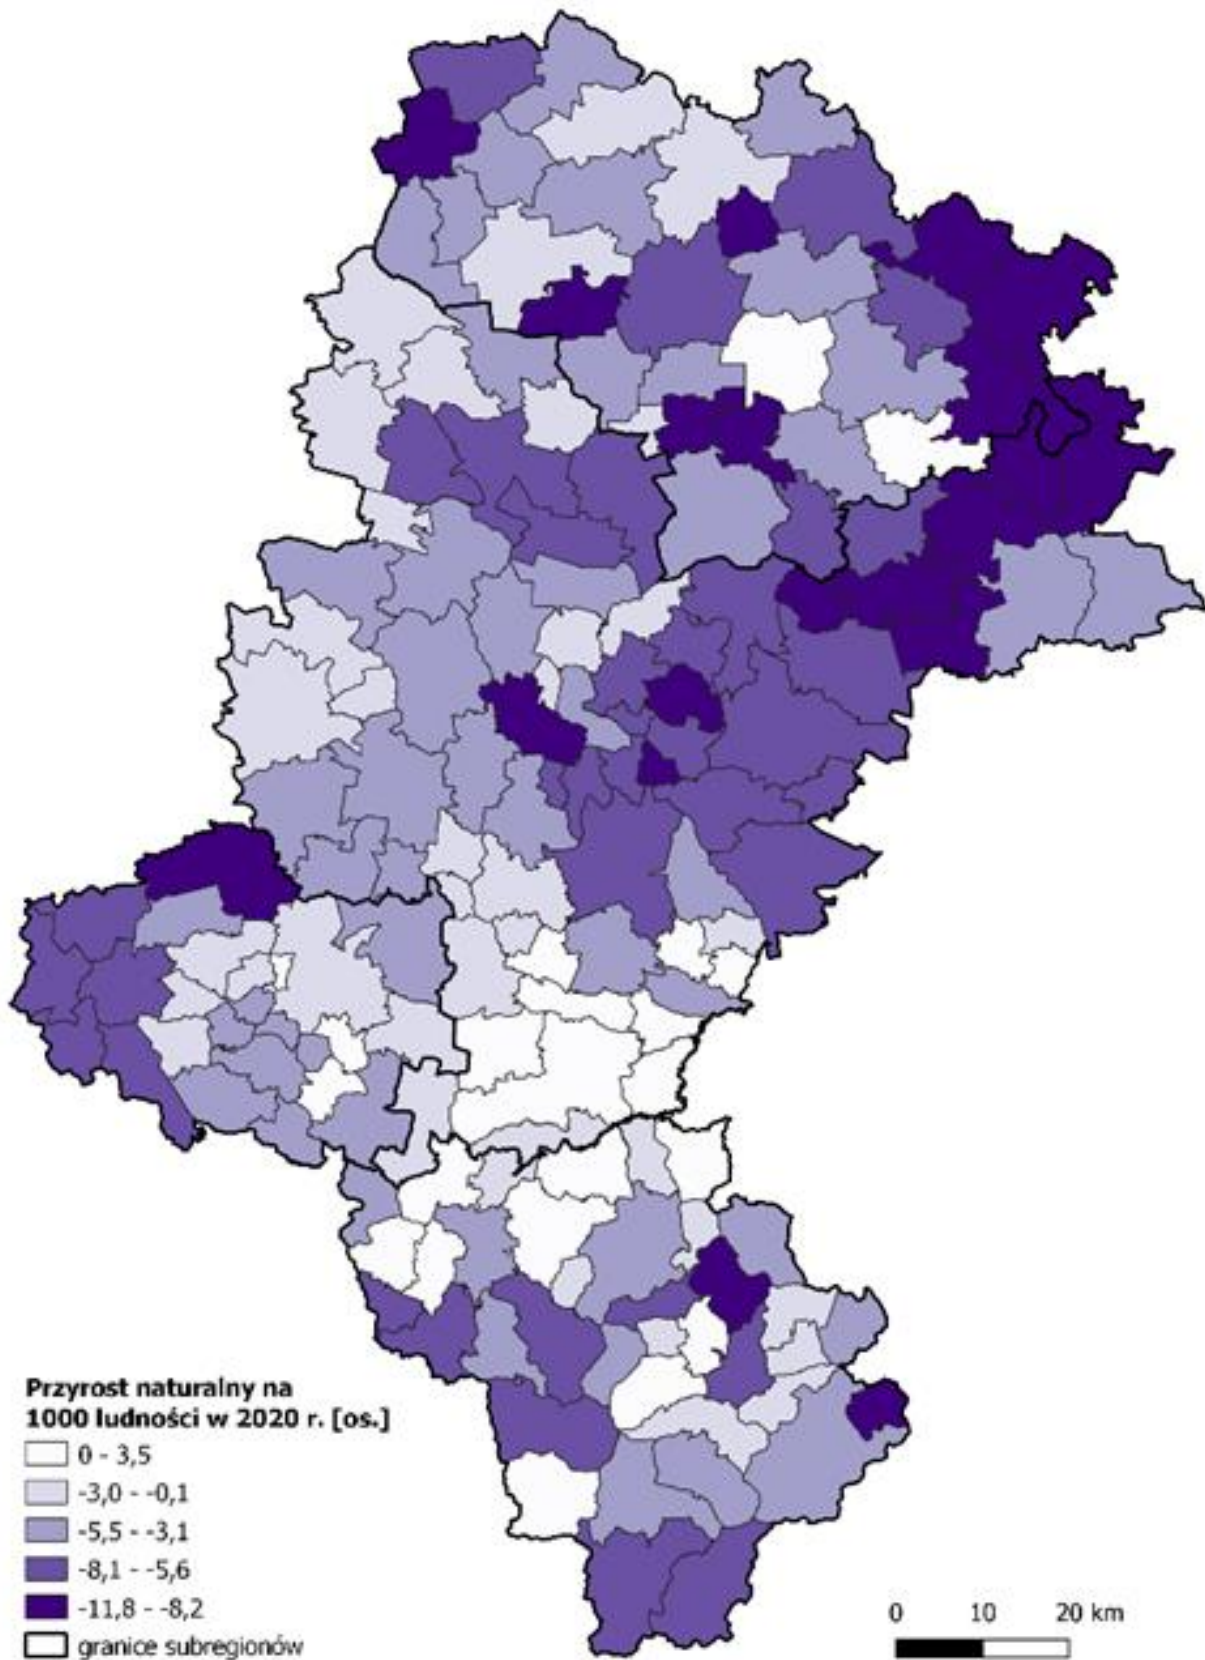 Przyrost naturalny na
1000 ludności w 2020 r. [os.]
0 - 3,5
-3,0 - -0,1
-5,5 - -3,1
-8,1 - -5,6
-11,8 - -8,2
granice subregionów
0 10 20 km